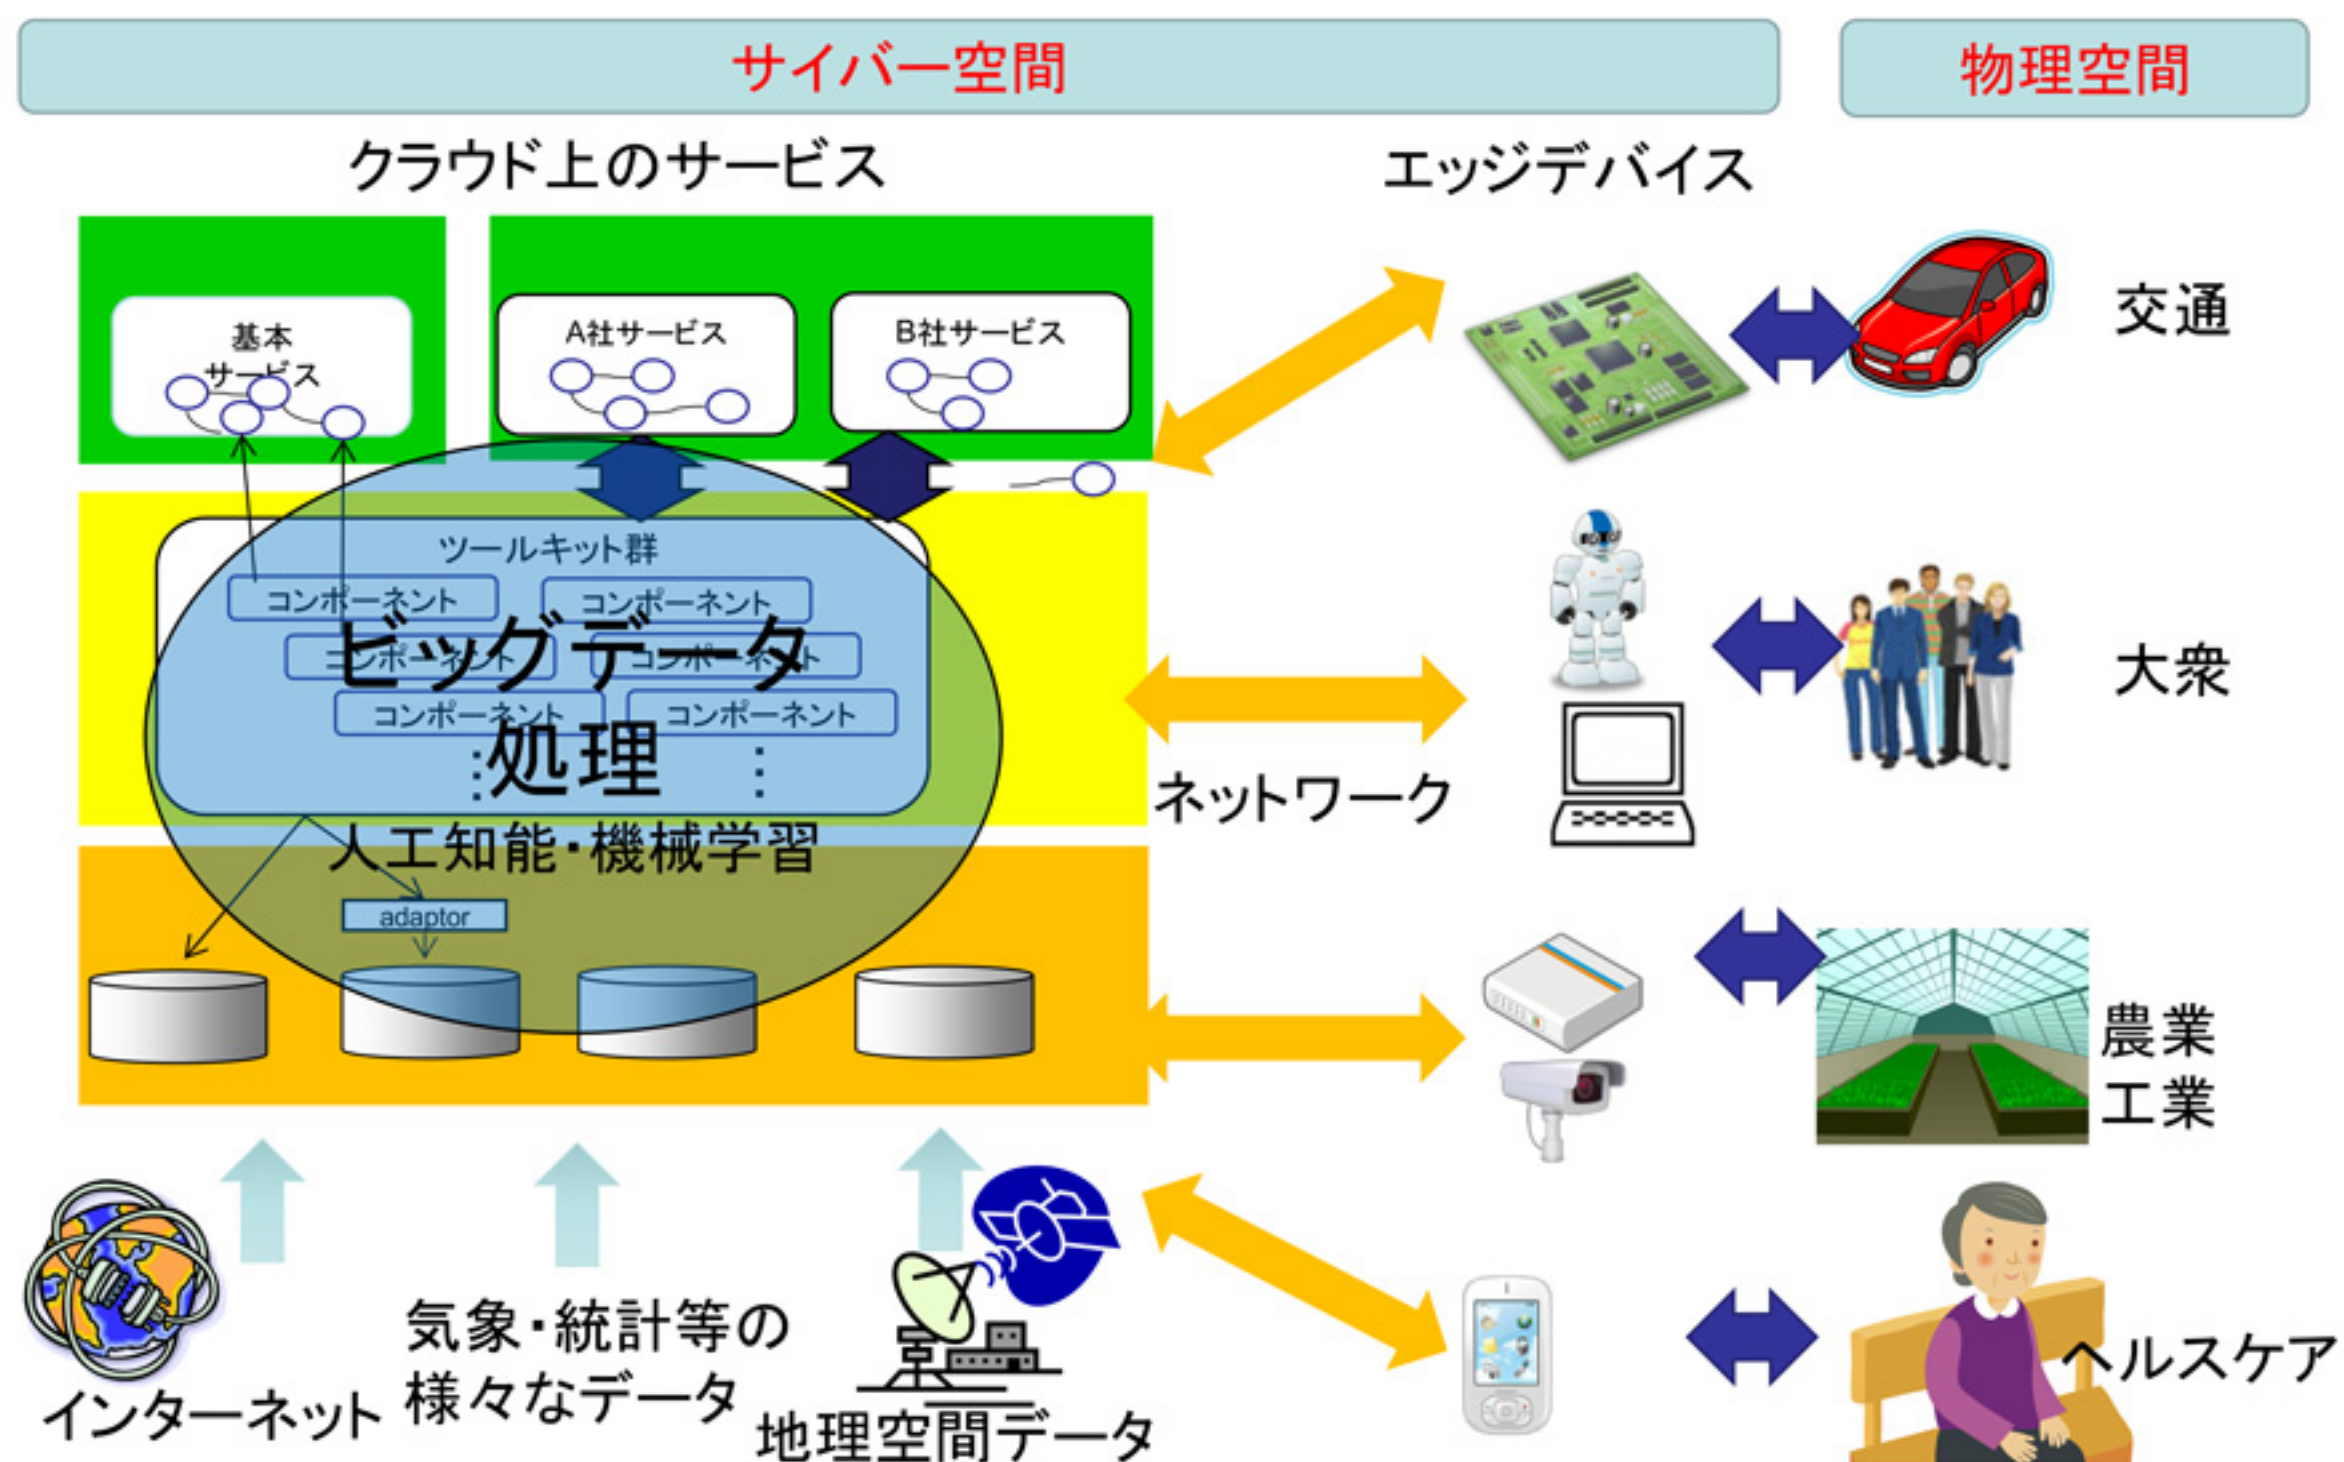 サイバー空間
物理空間
クラウド上のサービス
エッジデバイス
基本
サービス
A社サービス
B社サービス
交通
ツールキット群
コンポーネント
コンポーネント
コンポーネント
コンポーネント
コンポーネント
コンポーネント
ビッグデータ
処理
人工知能・機械学習
adaptor
ネットワーク
大衆
農業
工業
インターネット
気象・統計等の
様々なデータ
地理空間データ
ヘルスケア